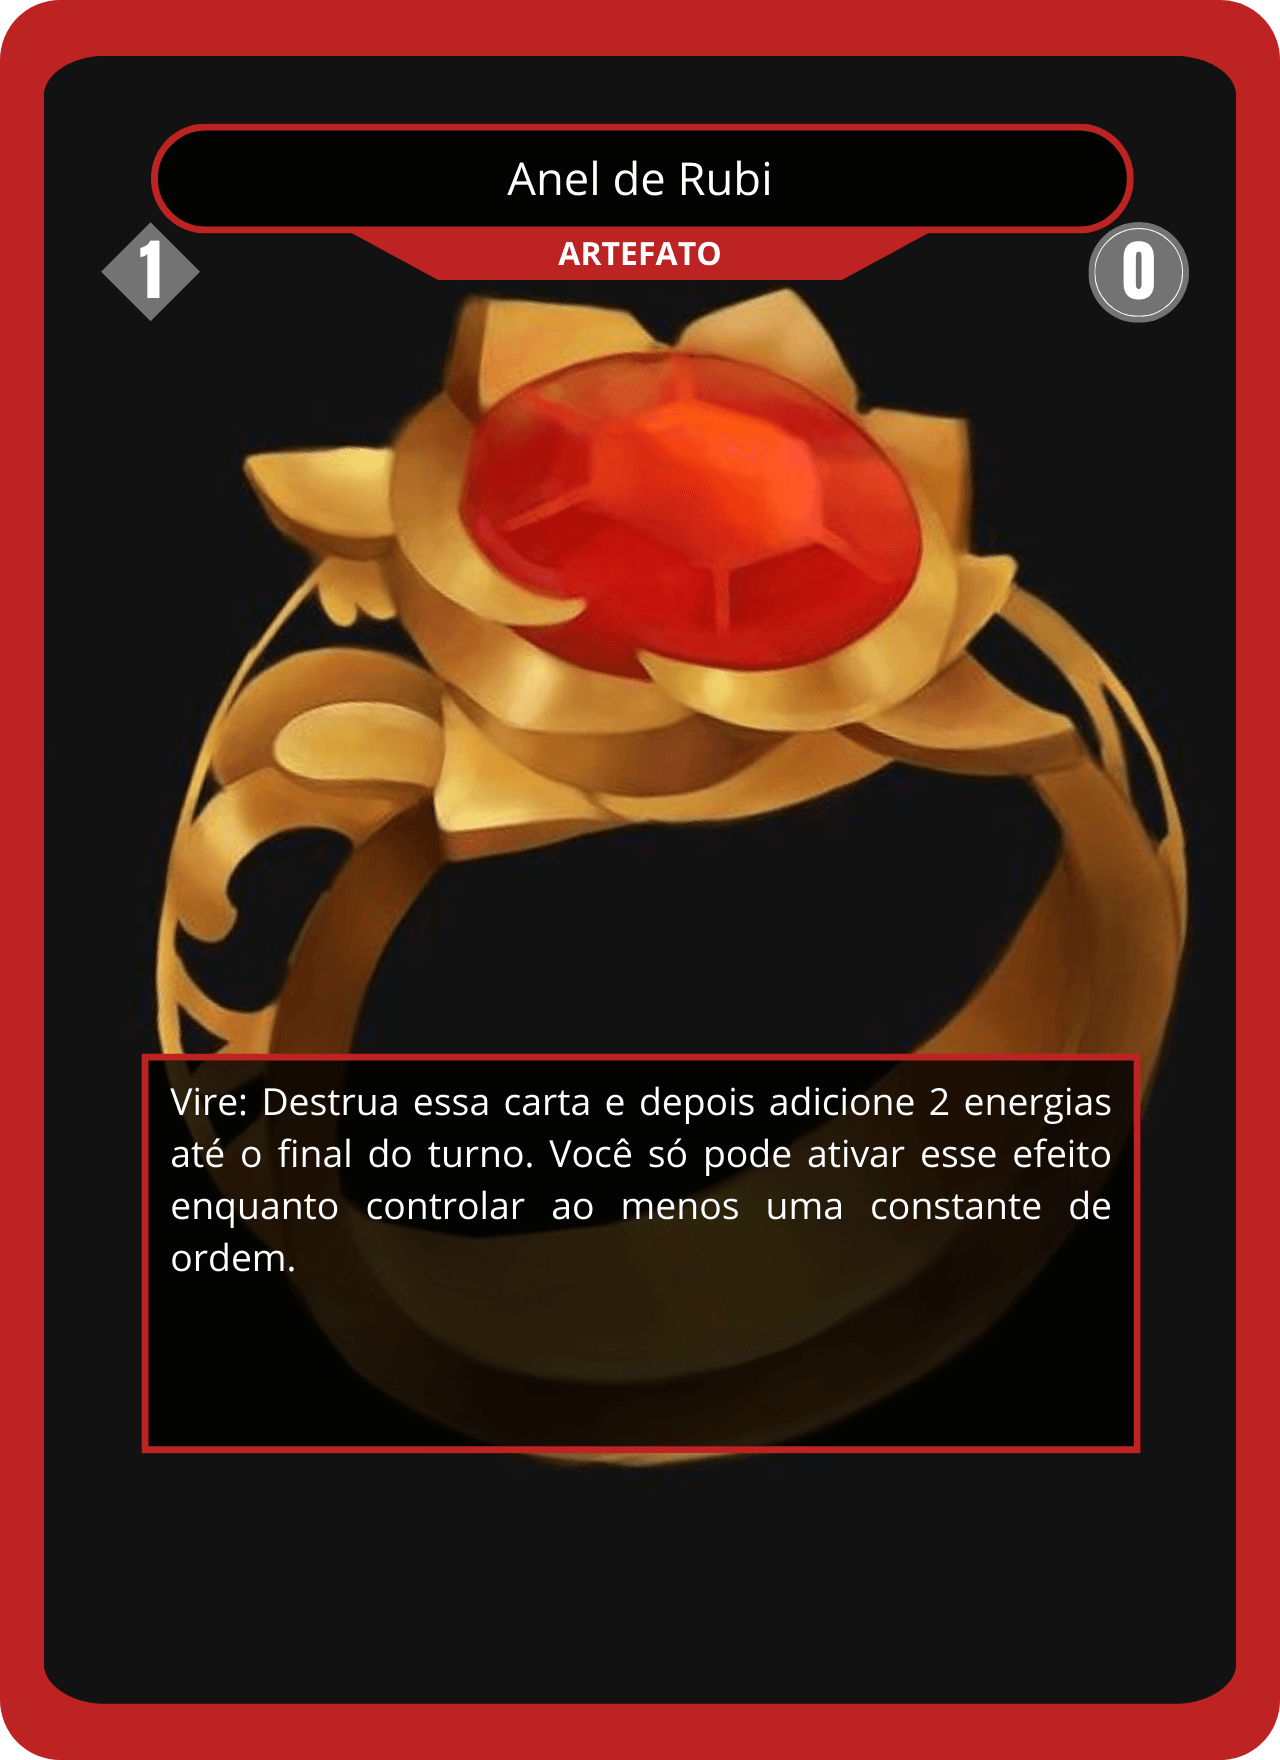 Anel de Rubi
ARTEFATO
1
0
Vire: Destrua essa carta e depois adicione 2 energias
até o final do turno. Você só pode ativar esse efeito
enquanto controlar ao menos uma constante de
ordem.